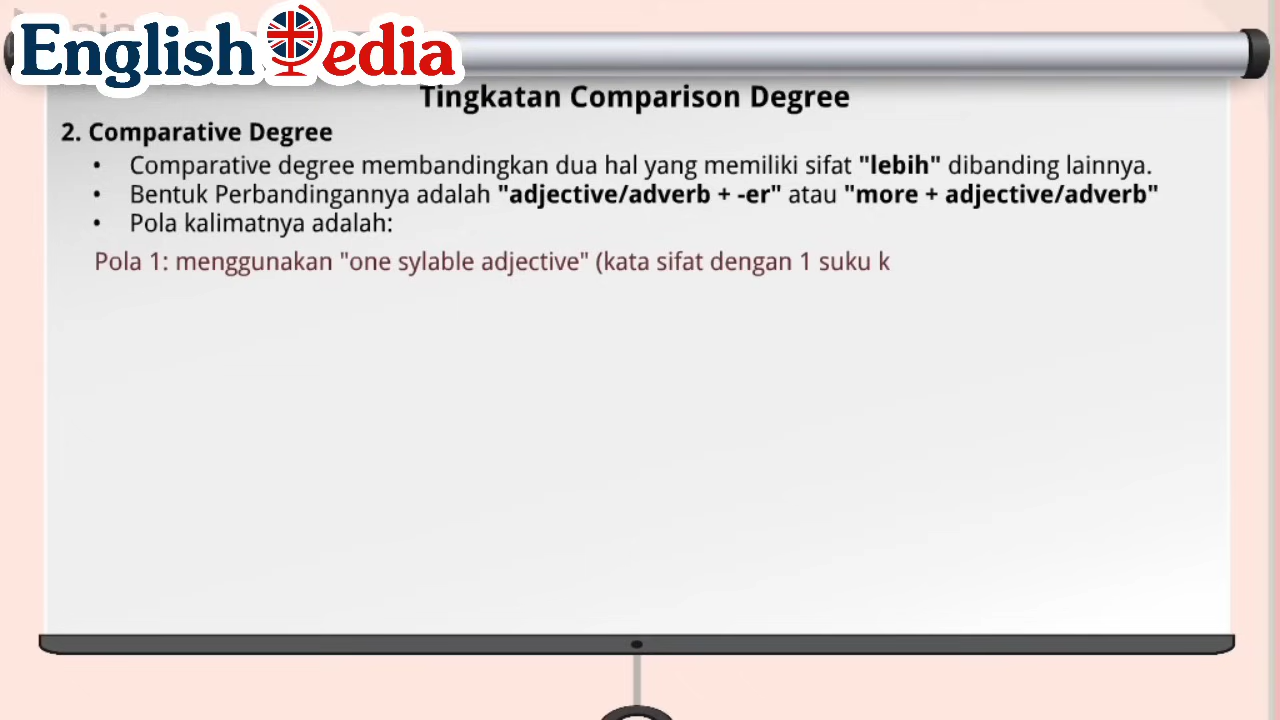 English Pedia
Tingkatan Comparison Degree
2. Comparative Degree
• Comparative degree membandingkan dua hal yang memiliki sifat "lebih" dibanding lainnya.
• Bentuk Perbandingannya adalah "adjective/adverb + -er" atau "more + adjective/adverb"
• Pola kalimatnya adalah:
Pola 1: menggunakan "one sylable adjective" (kata sifat dengan 1 suku k